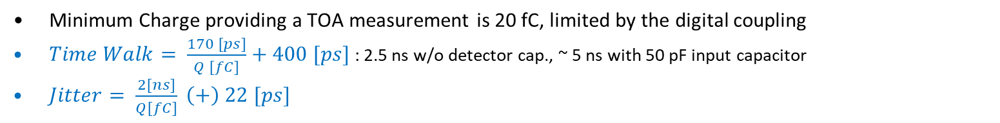 • Minimum Charge providing a TOA measurement is 20 fC, limited by the digital coupling
• Time Walk = 170 [ps] / Q [fC] + 400 [ps] : 2.5 ns w/o detector cap., ~ 5 ns with 50 pF input capacitor
• Jitter = 2[ns] / Q[fC] (+) 22 [ps]